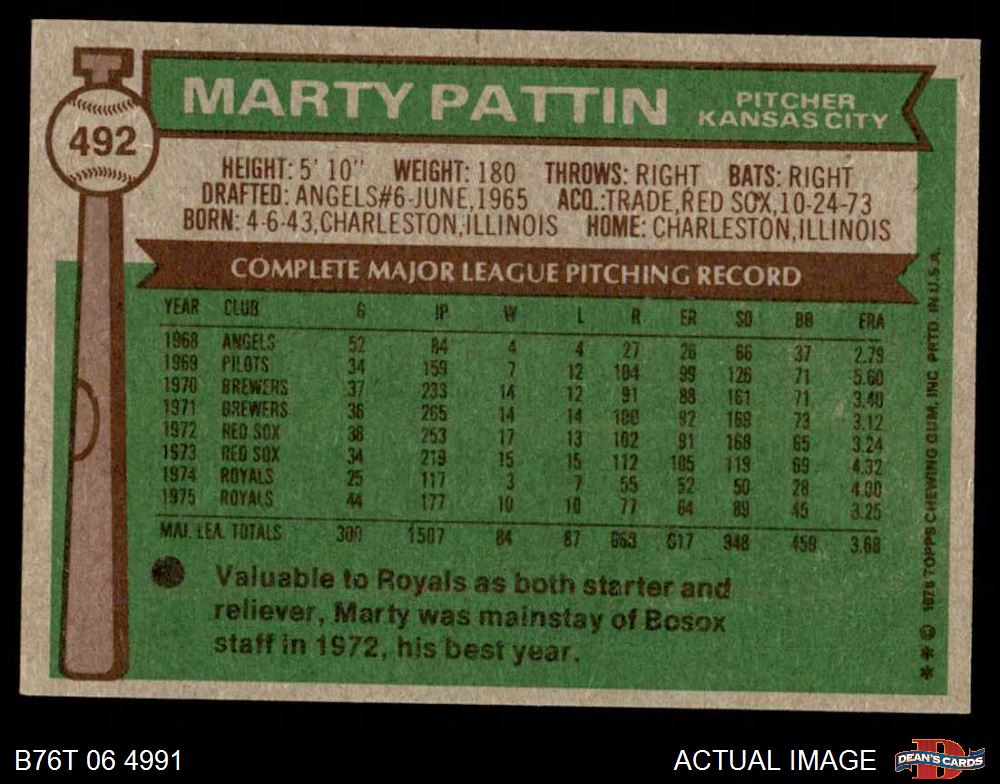 492
MARTY PATTIN
PITCHER
KANSAS CITY
HEIGHT: 5' 10" WEIGHT: 180 THROWS: RIGHT BATS: RIGHT
DRAFTED: ANGELS#6-JUNE,1965 ACQ.:TRADE,RED SOX,10-24-73
BORN: 4-6-43,CHARLESTON,ILLINOIS HOME: CHARLESTON,ILLINOIS
COMPLETE MAJOR LEAGUE PITCHING RECORD
YEAR CLUB G IP W L R ER SO BB ERA
1968 ANGELS 52 84 4 4 27 26 66 37 2.79
1969 PILOTS 34 159 7 12 104 99 126 71 5.60
1970 BREWERS 37 233 14 12 91 88 161 71 3.40
1971 BREWERS 36 265 14 14 100 92 169 73 3.12
1972 RED SOX 38 253 17 13 102 91 168 65 3.24
1973 RED SOX 34 219 15 15 112 105 119 69 4.32
1974 ROYALS 25 117 3 7 55 52 50 28 4.00
1975 ROYALS 44 177 10 10 77 64 89 45 3.25
MAJ. LEA. TOTALS 300 1507 84 87 668 617 948 459 3.68
Valuable to Royals as both starter and
reliever, Marty was mainstay of Bosox
staff in 1972, his best year.
** © 1976 TOPPS CHEWING GUM, INC PRTD. IN U.S.A.
B76T 06 4991
ACTUAL IMAGE
D
DEAN'S CARDS